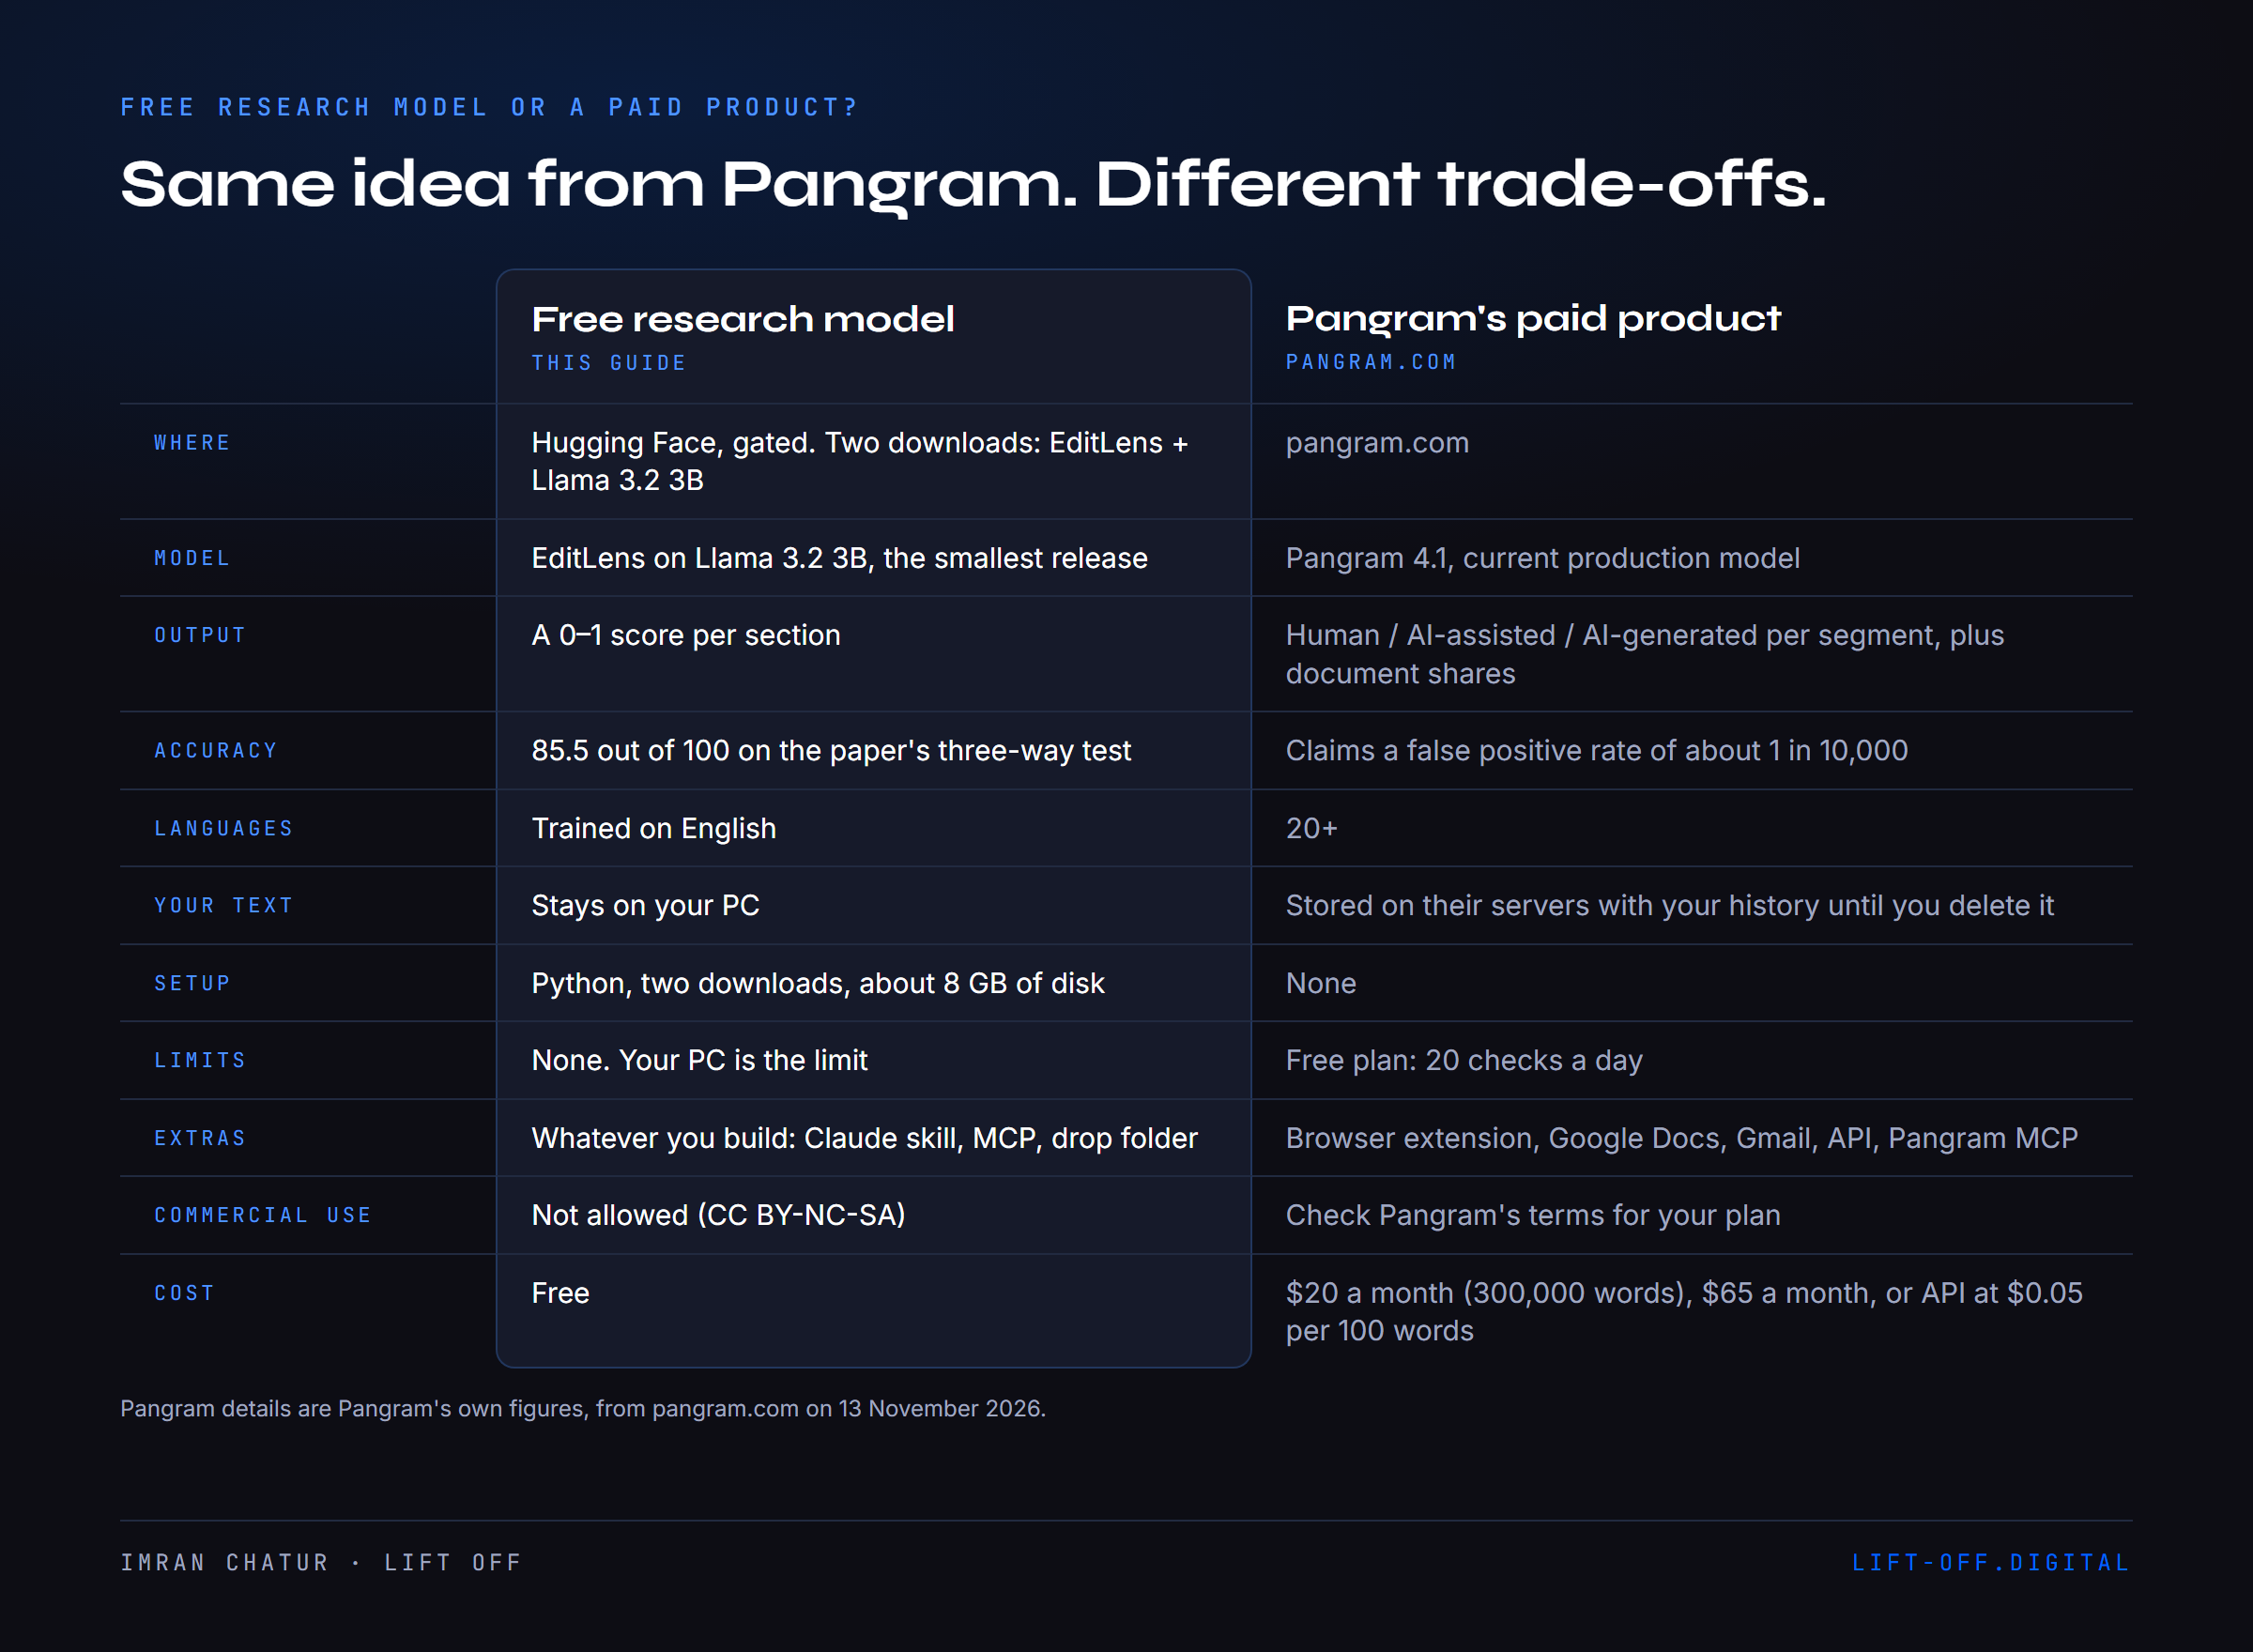 FREE RESEARCH MODEL OR A PAID PRODUCT?
Same idea from Pangram. Different trade-offs.
Free research model
THIS GUIDE
Pangram's paid product
PANGRAM.COM
WHERE
Hugging Face, gated. Two downloads: EditLens +
Llama 3.2 3B
pangram.com
MODEL
EditLens on Llama 3.2 3B, the smallest release
Pangram 4.1, current production model
OUTPUT
A 0–1 score per section
Human / AI-assisted / AI-generated per segment, plus
document shares
ACCURACY
85.5 out of 100 on the paper's three-way test
Claims a false positive rate of about 1 in 10,000
LANGUAGES
Trained on English
20+
YOUR TEXT
Stays on your PC
Stored on their servers with your history until you delete it
SETUP
Python, two downloads, about 8 GB of disk
None
LIMITS
None. Your PC is the limit
Free plan: 20 checks a day
EXTRAS
Whatever you build: Claude skill, MCP, drop folder
Browser extension, Google Docs, Gmail, API, Pangram MCP
COMMERCIAL USE
Not allowed (CC BY-NC-SA)
Check Pangram's terms for your plan
COST
Free
$20 a month (300,000 words), $65 a month, or API at $0.05
per 100 words
Pangram details are Pangram's own figures, from pangram.com on 13 November 2026.
IMRAN CHATUR · LIFT OFF
LIFT-OFF.DIGITAL